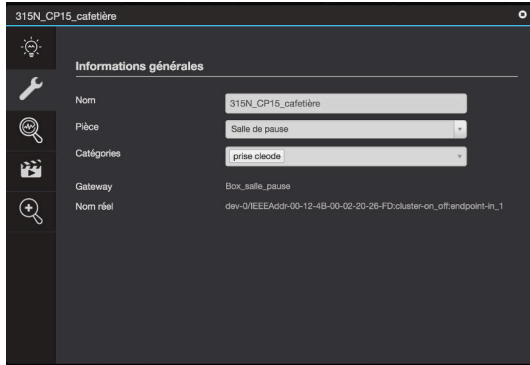 315N_CP15_cafetière
Informations générales
Nom
315N_CP15_cafetière
Pièce
Salle de pause
Catégories
prise cleode
Gateway
Box_salle_pause
Nom réel
dev-0/IEEEAddr-00-12-4B-00-02-20-26-FD:cluster-on_off:endpoint-in_1